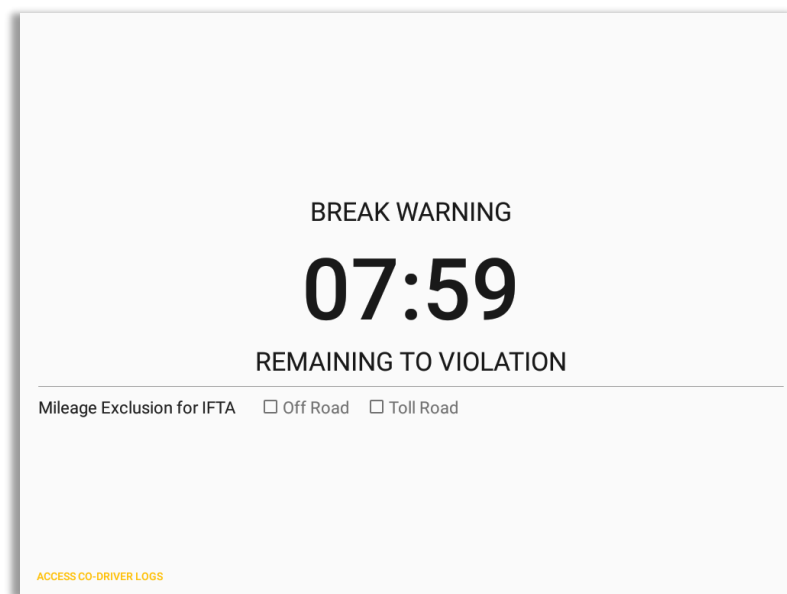 BREAK WARNING
07:59
REMAINING TO VIOLATION
Mileage Exclusion for IFTA Off Road Toll Road
ACCESS CO-DRIVER LOGS